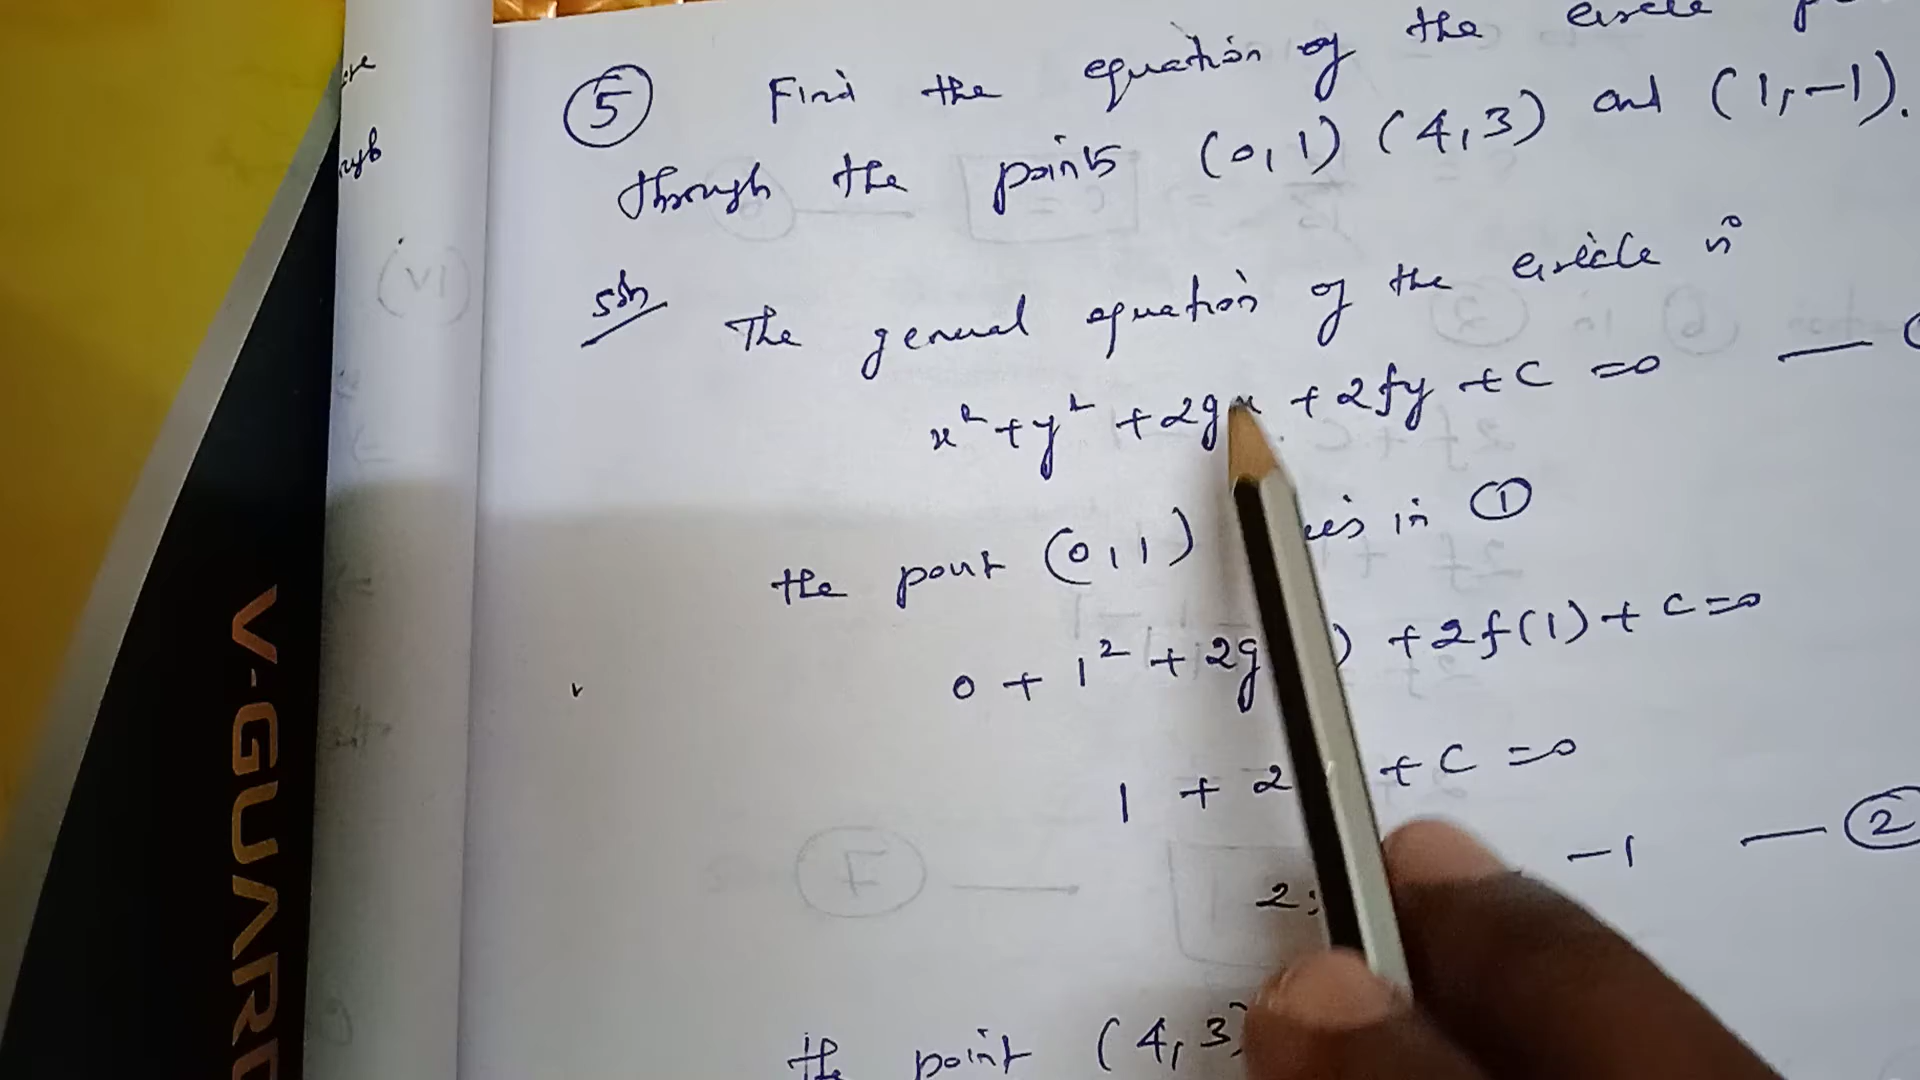 ⑤ Find the equation of the circle
through the points (0,1) (4,3) and (1,-1).
Soln The general equation of the circle is
x² + y² + 2gx + 2fy + C = 0 —
the point (0,1) in ①
0 + 1² + 2g ) + 2f(1) + C = 0
1 + 2 + C = 0
2 -1 — ②
the point (4,3)
V-GUARD
(VI)